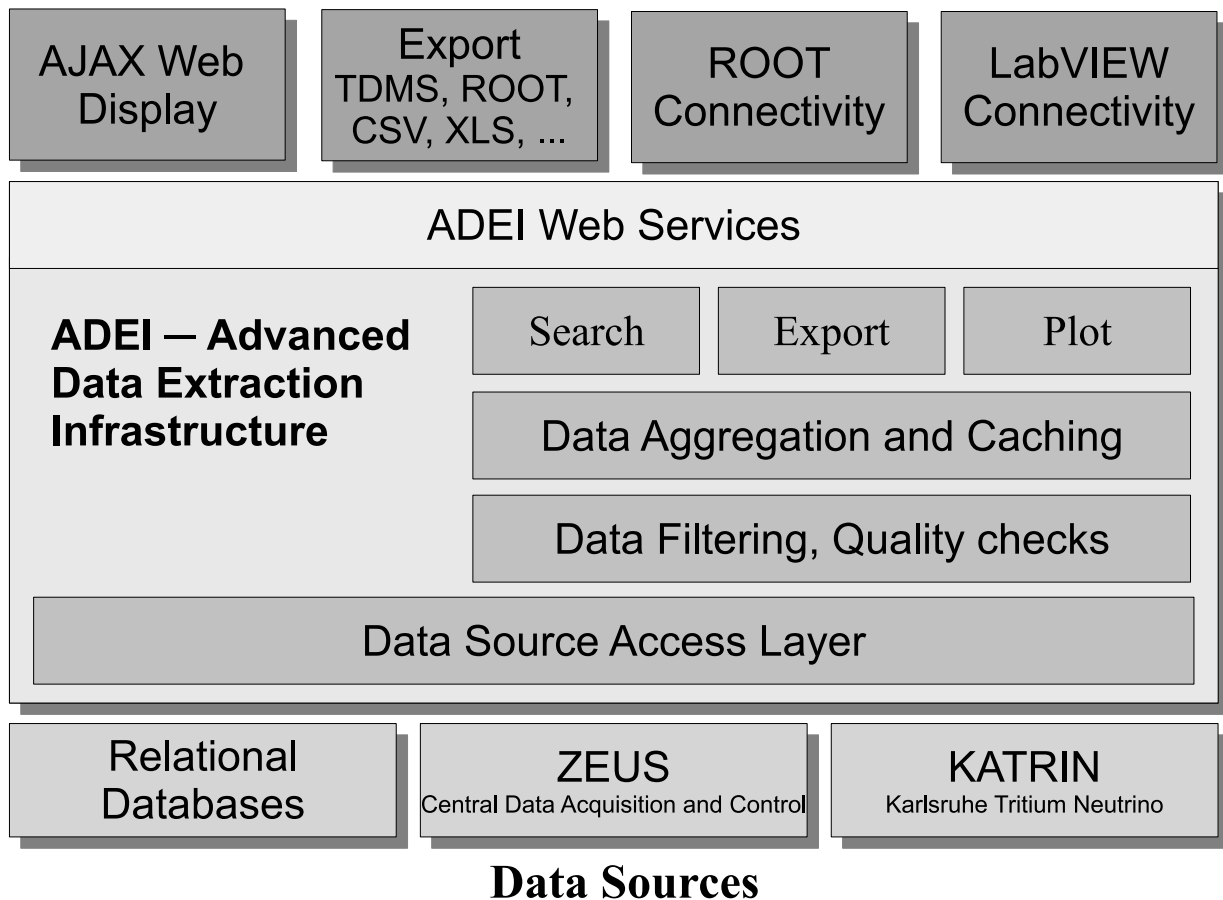 AJAX Web
Display
Export
TDMS, ROOT,
CSV, XLS, ...
ROOT
Connectivity
LabVIEW
Connectivity
ADEI Web Services
ADEI — Advanced
Data Extraction
Infrastructure
Search
Export
Plot
Data Aggregation and Caching
Data Filtering, Quality checks
Data Source Access Layer
Relational
Databases
ZEUS
Central Data Acquisition and Control
KATRIN
Karlsruhe Tritium Neutrino
Data Sources